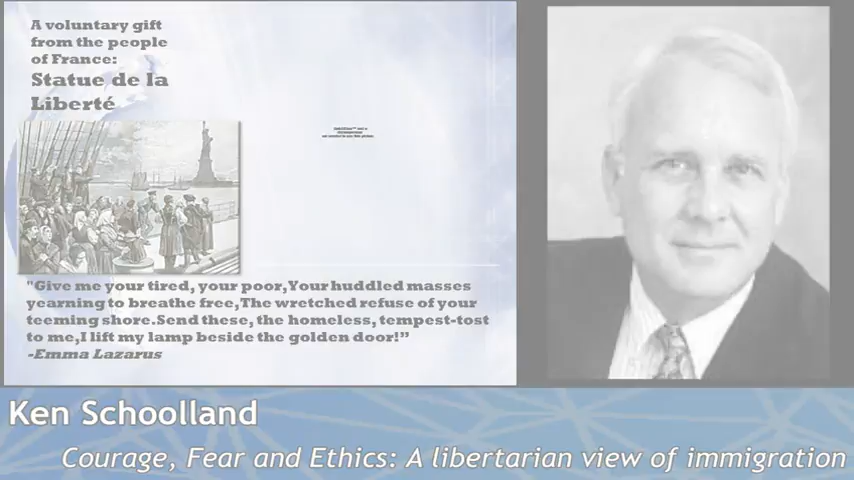 A voluntary gift
from the people
of France:
Statue de la
Liberté
"Give me your tired, your poor,Your huddled masses
yearning to breathe free,The wretched refuse of your
teeming shore.Send these, the homeless, tempest-tost
to me,I lift my lamp beside the golden door!”
-Emma Lazarus
Ken Schoolland
Courage, Fear and Ethics: A libertarian view of immigration